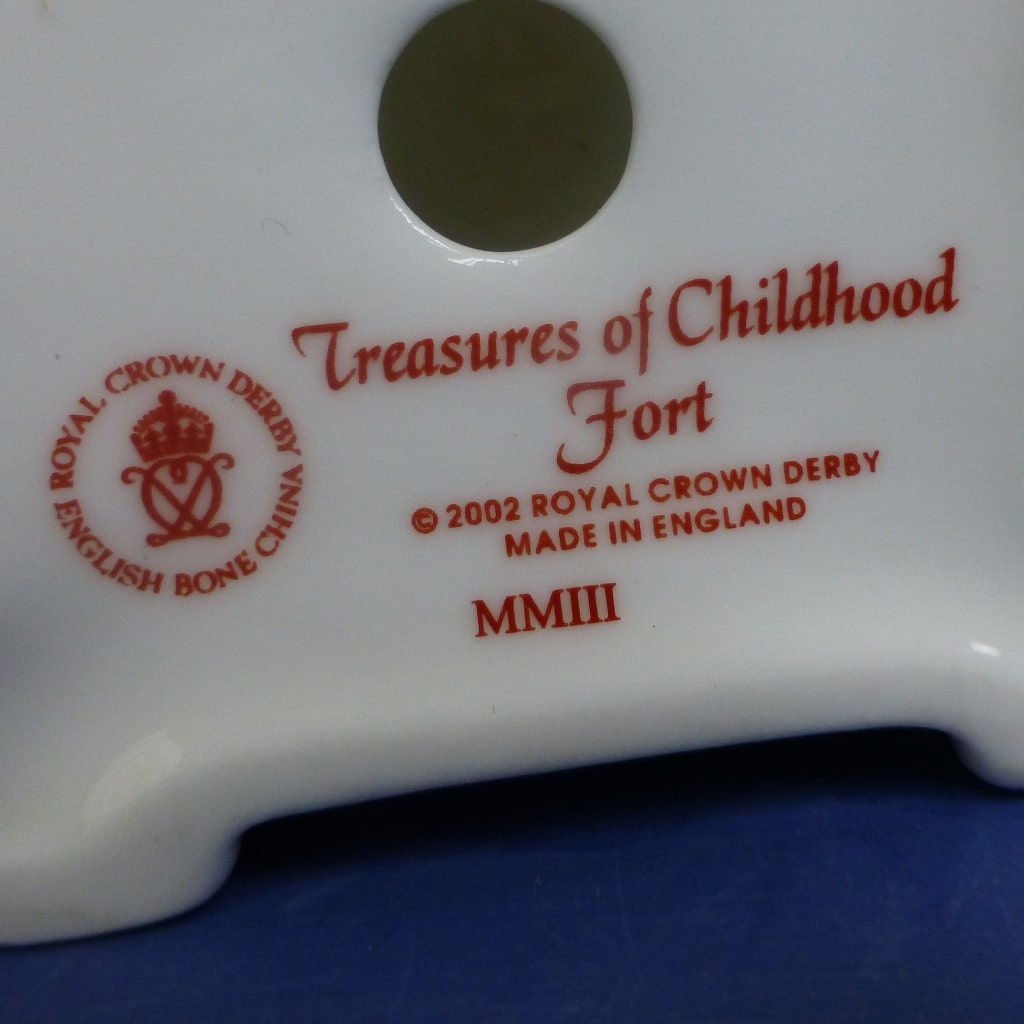 Treasures of Childhood
Fort
© 2002 ROYAL CROWN DERBY
MADE IN ENGLAND
MMIII
ROYAL CROWN DERBY
ENGLISH BONE CHINA